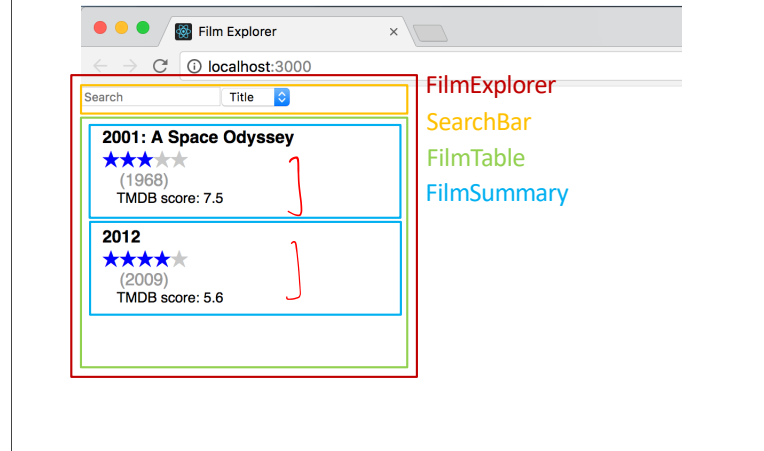 Film Explorer
localhost:3000
Search Title
FilmExplorer
SearchBar
FilmTable
FilmSummary
2001: A Space Odyssey
★★★★★
(1968)
TMDB score: 7.5
2012
★★★★★
(2009)
TMDB score: 5.6